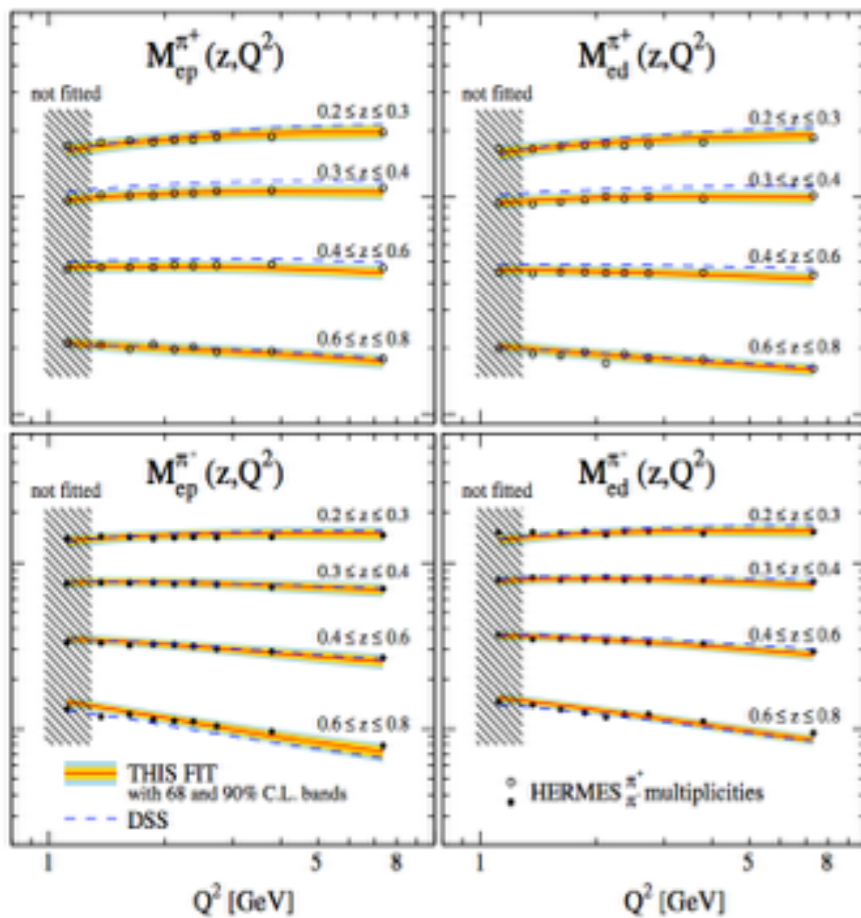 M_ep^π+ (z,Q²)
not fitted
0.2 ≤ z ≤ 0.3
0.3 ≤ z ≤ 0.4
0.4 ≤ z ≤ 0.6
0.6 ≤ z ≤ 0.8
M_ed^π+ (z,Q²)
not fitted
0.2 ≤ z ≤ 0.3
0.3 ≤ z ≤ 0.4
0.4 ≤ z ≤ 0.6
0.6 ≤ z ≤ 0.8
M_ep^π- (z,Q²)
not fitted
0.2 ≤ z ≤ 0.3
0.3 ≤ z ≤ 0.4
0.4 ≤ z ≤ 0.6
0.6 ≤ z ≤ 0.8
THIS FIT
with 68 and 90% C.L. bands
DSS
1 5 8
Q² [GeV]
M_ed^π- (z,Q²)
not fitted
0.2 ≤ z ≤ 0.3
0.3 ≤ z ≤ 0.4
0.4 ≤ z ≤ 0.6
0.6 ≤ z ≤ 0.8
HERMES π+ π- multiplicities
1 5 8
Q² [GeV]